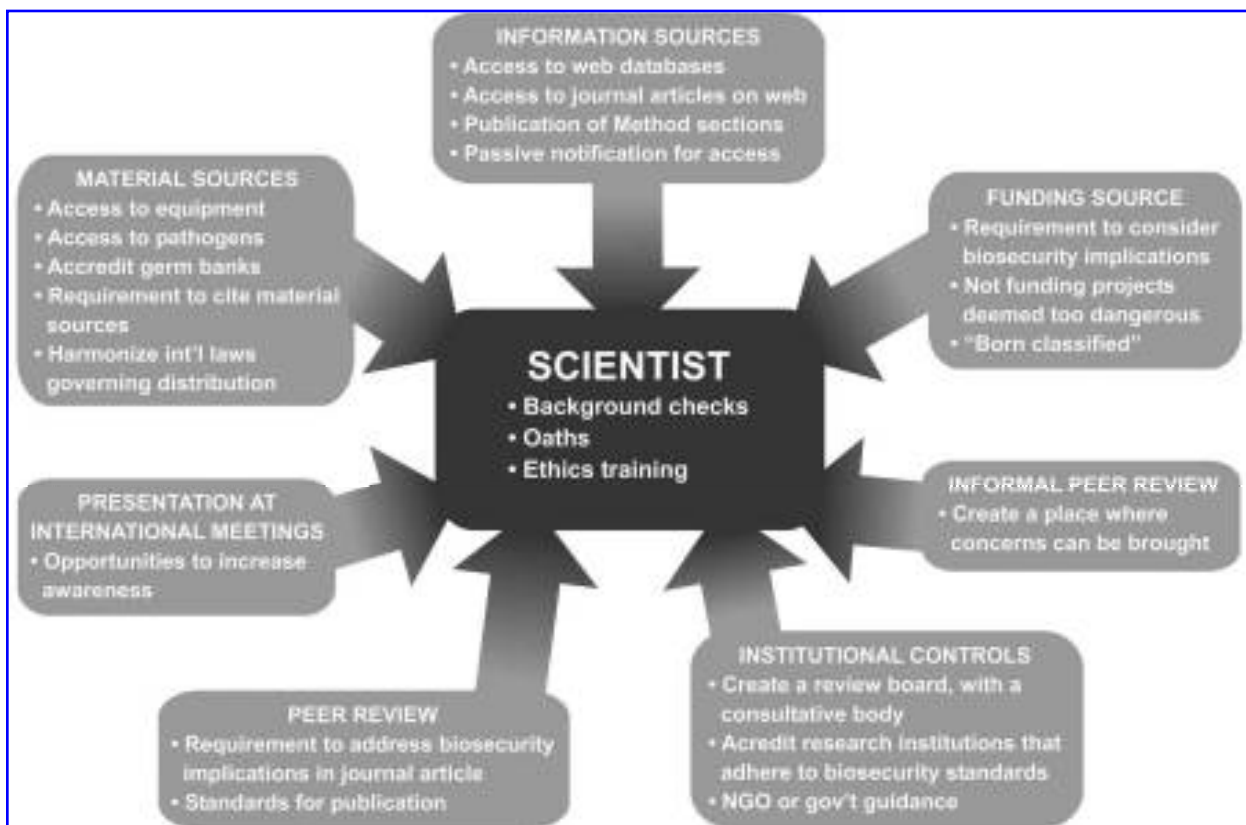 INFORMATION SOURCES
• Access to web databases
• Access to journal articles on web
• Publication of Method sections
• Passive notification for access
MATERIAL SOURCES
• Access to equipment
• Access to pathogens
• Accredit germ banks
• Requirement to cite material
sources
• Harmonize int'l laws
governing distribution
FUNDING SOURCE
• Requirement to consider
biosecurity implications
• Not funding projects
deemed too dangerous
• "Born classified"
SCIENTIST
• Background checks
• Oaths
• Ethics training
PRESENTATION AT
INTERNATIONAL MEETINGS
• Opportunities to increase
awareness
INFORMAL PEER REVIEW
• Create a place where
concerns can be brought
PEER REVIEW
• Requirement to address biosecurity
implications in journal article
• Standards for publication
INSTITUTIONAL CONTROLS
• Create a review board, with a
consultative body
• Acredit research institutions that
adhere to biosecurity standards
• NGO or gov't guidance